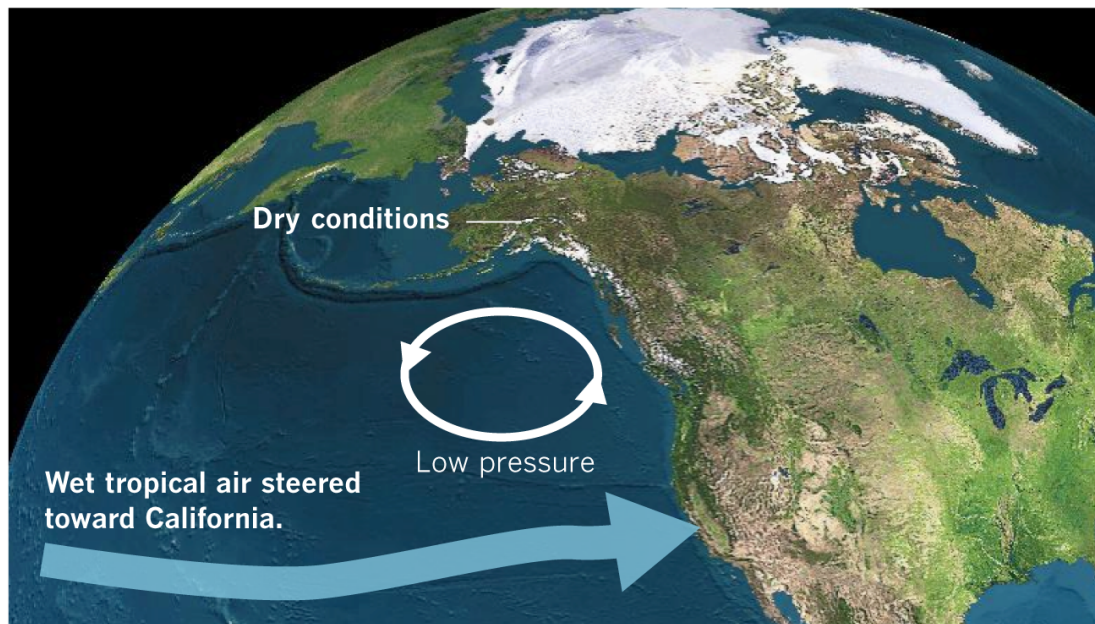 Dry conditions
Low pressure
Wet tropical air steered
toward California.